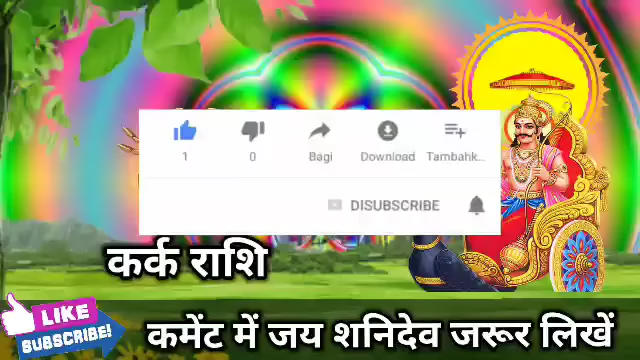 1 0 Bagi Download Tambahk...
DISUBSCRIBE
कर्क राशि
LIKE
SUBSCRIBE!
कमेंट में जय शनिदेव जरूर लिखें